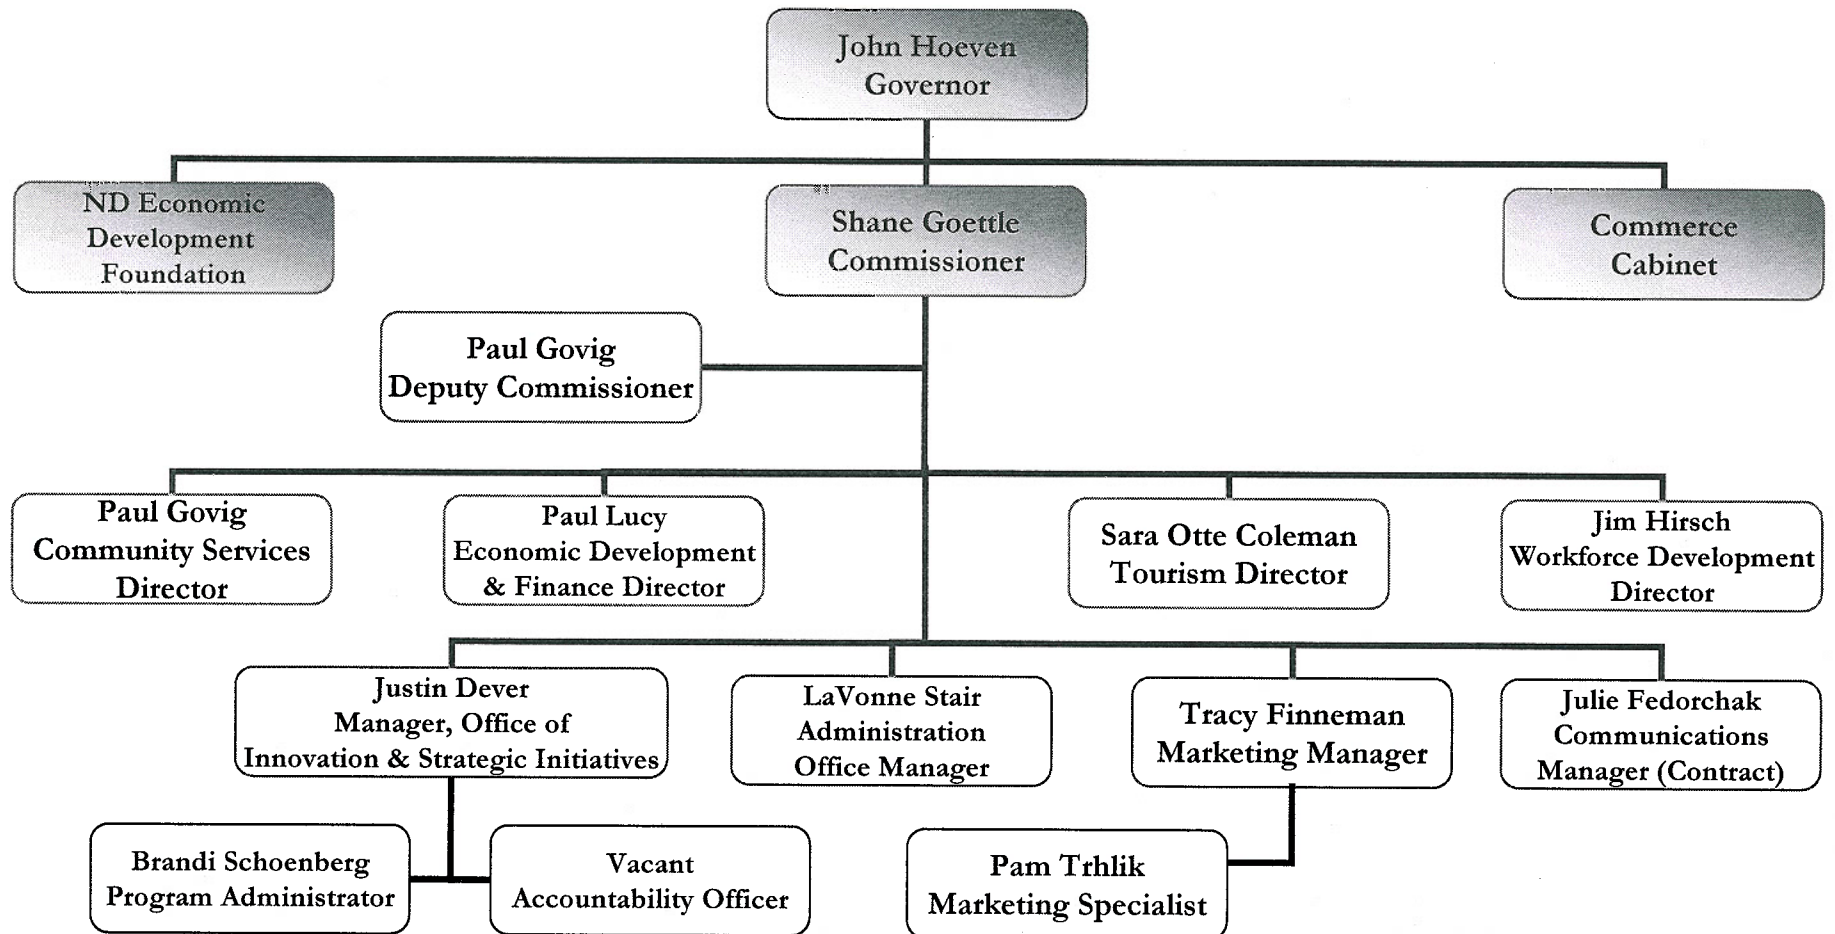 John Hoeven
Governor
ND Economic
Development
Foundation
Shane Goettle
Commissioner
Commerce
Cabinet
Paul Govig
Deputy Commissioner
Paul Govig
Community Services
Director
Paul Lucy
Economic Development
& Finance Director
Sara Otte Coleman
Tourism Director
Jim Hirsch
Workforce Development
Director
Justin Dever
Manager, Office of
Innovation & Strategic Initiatives
LaVonne Stair
Administration
Office Manager
Tracy Finneman
Marketing Manager
Julie Fedorchak
Communications
Manager (Contract)
Brandi Schoenberg
Program Administrator
Vacant
Accountability Officer
Pam Trhlik
Marketing Specialist